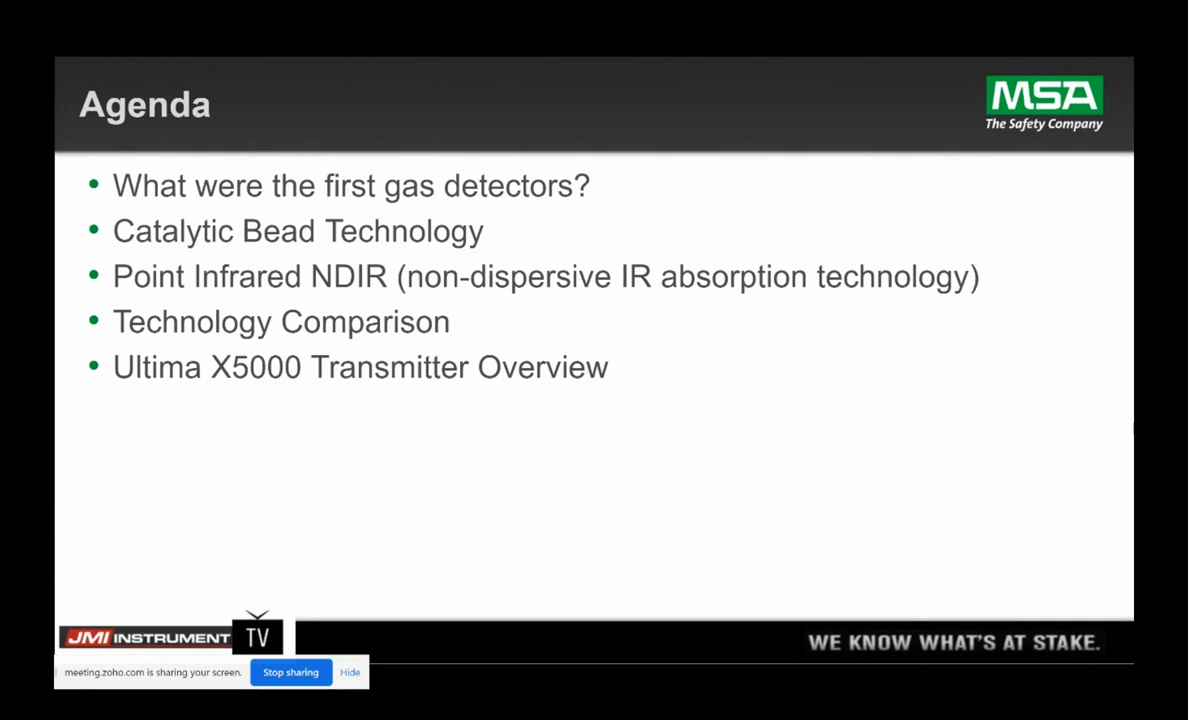 Agenda
MSA
The Safety Company
• What were the first gas detectors?
• Catalytic Bead Technology
• Point Infrared NDIR (non-dispersive IR absorption technology)
• Technology Comparison
• Ultima X5000 Transmitter Overview
JMI INSTRUMENT TV
WE KNOW WHAT'S AT STAKE.
meeting.zoho.com is sharing your screen. Stop sharing Hide